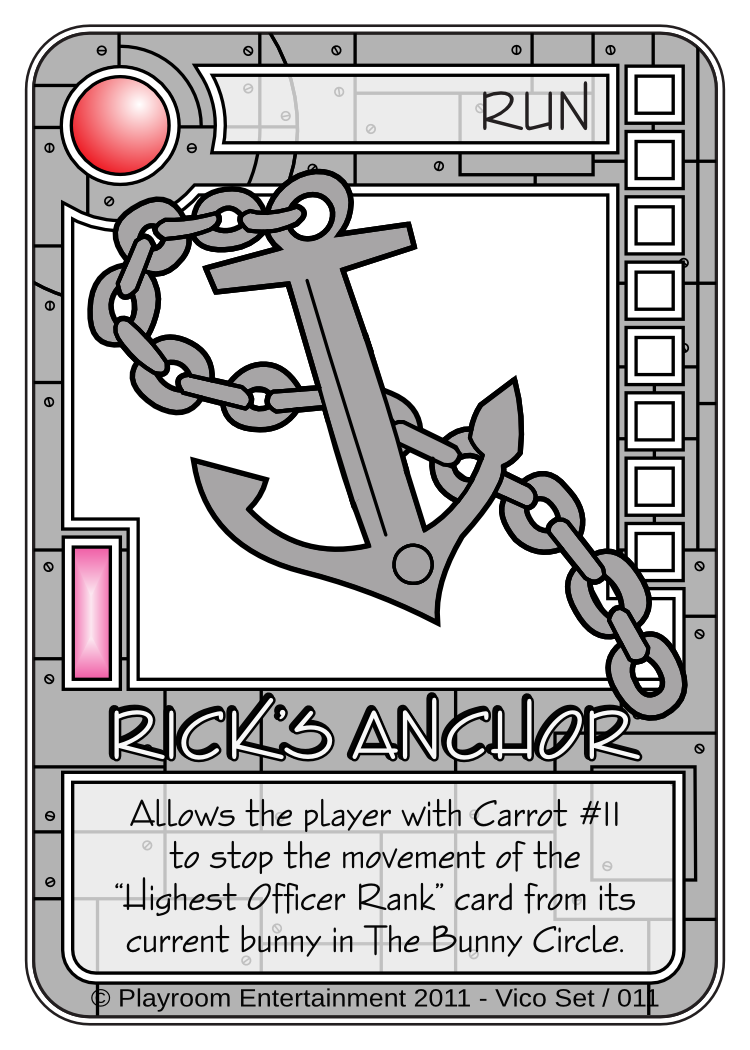 RUN
RICK'S ANCHOR
Allows the player with Carrot #11
to stop the movement of the
“Highest Officer Rank” card from its
current bunny in The Bunny Circle.
© Playroom Entertainment 2011 - Vico Set / 011